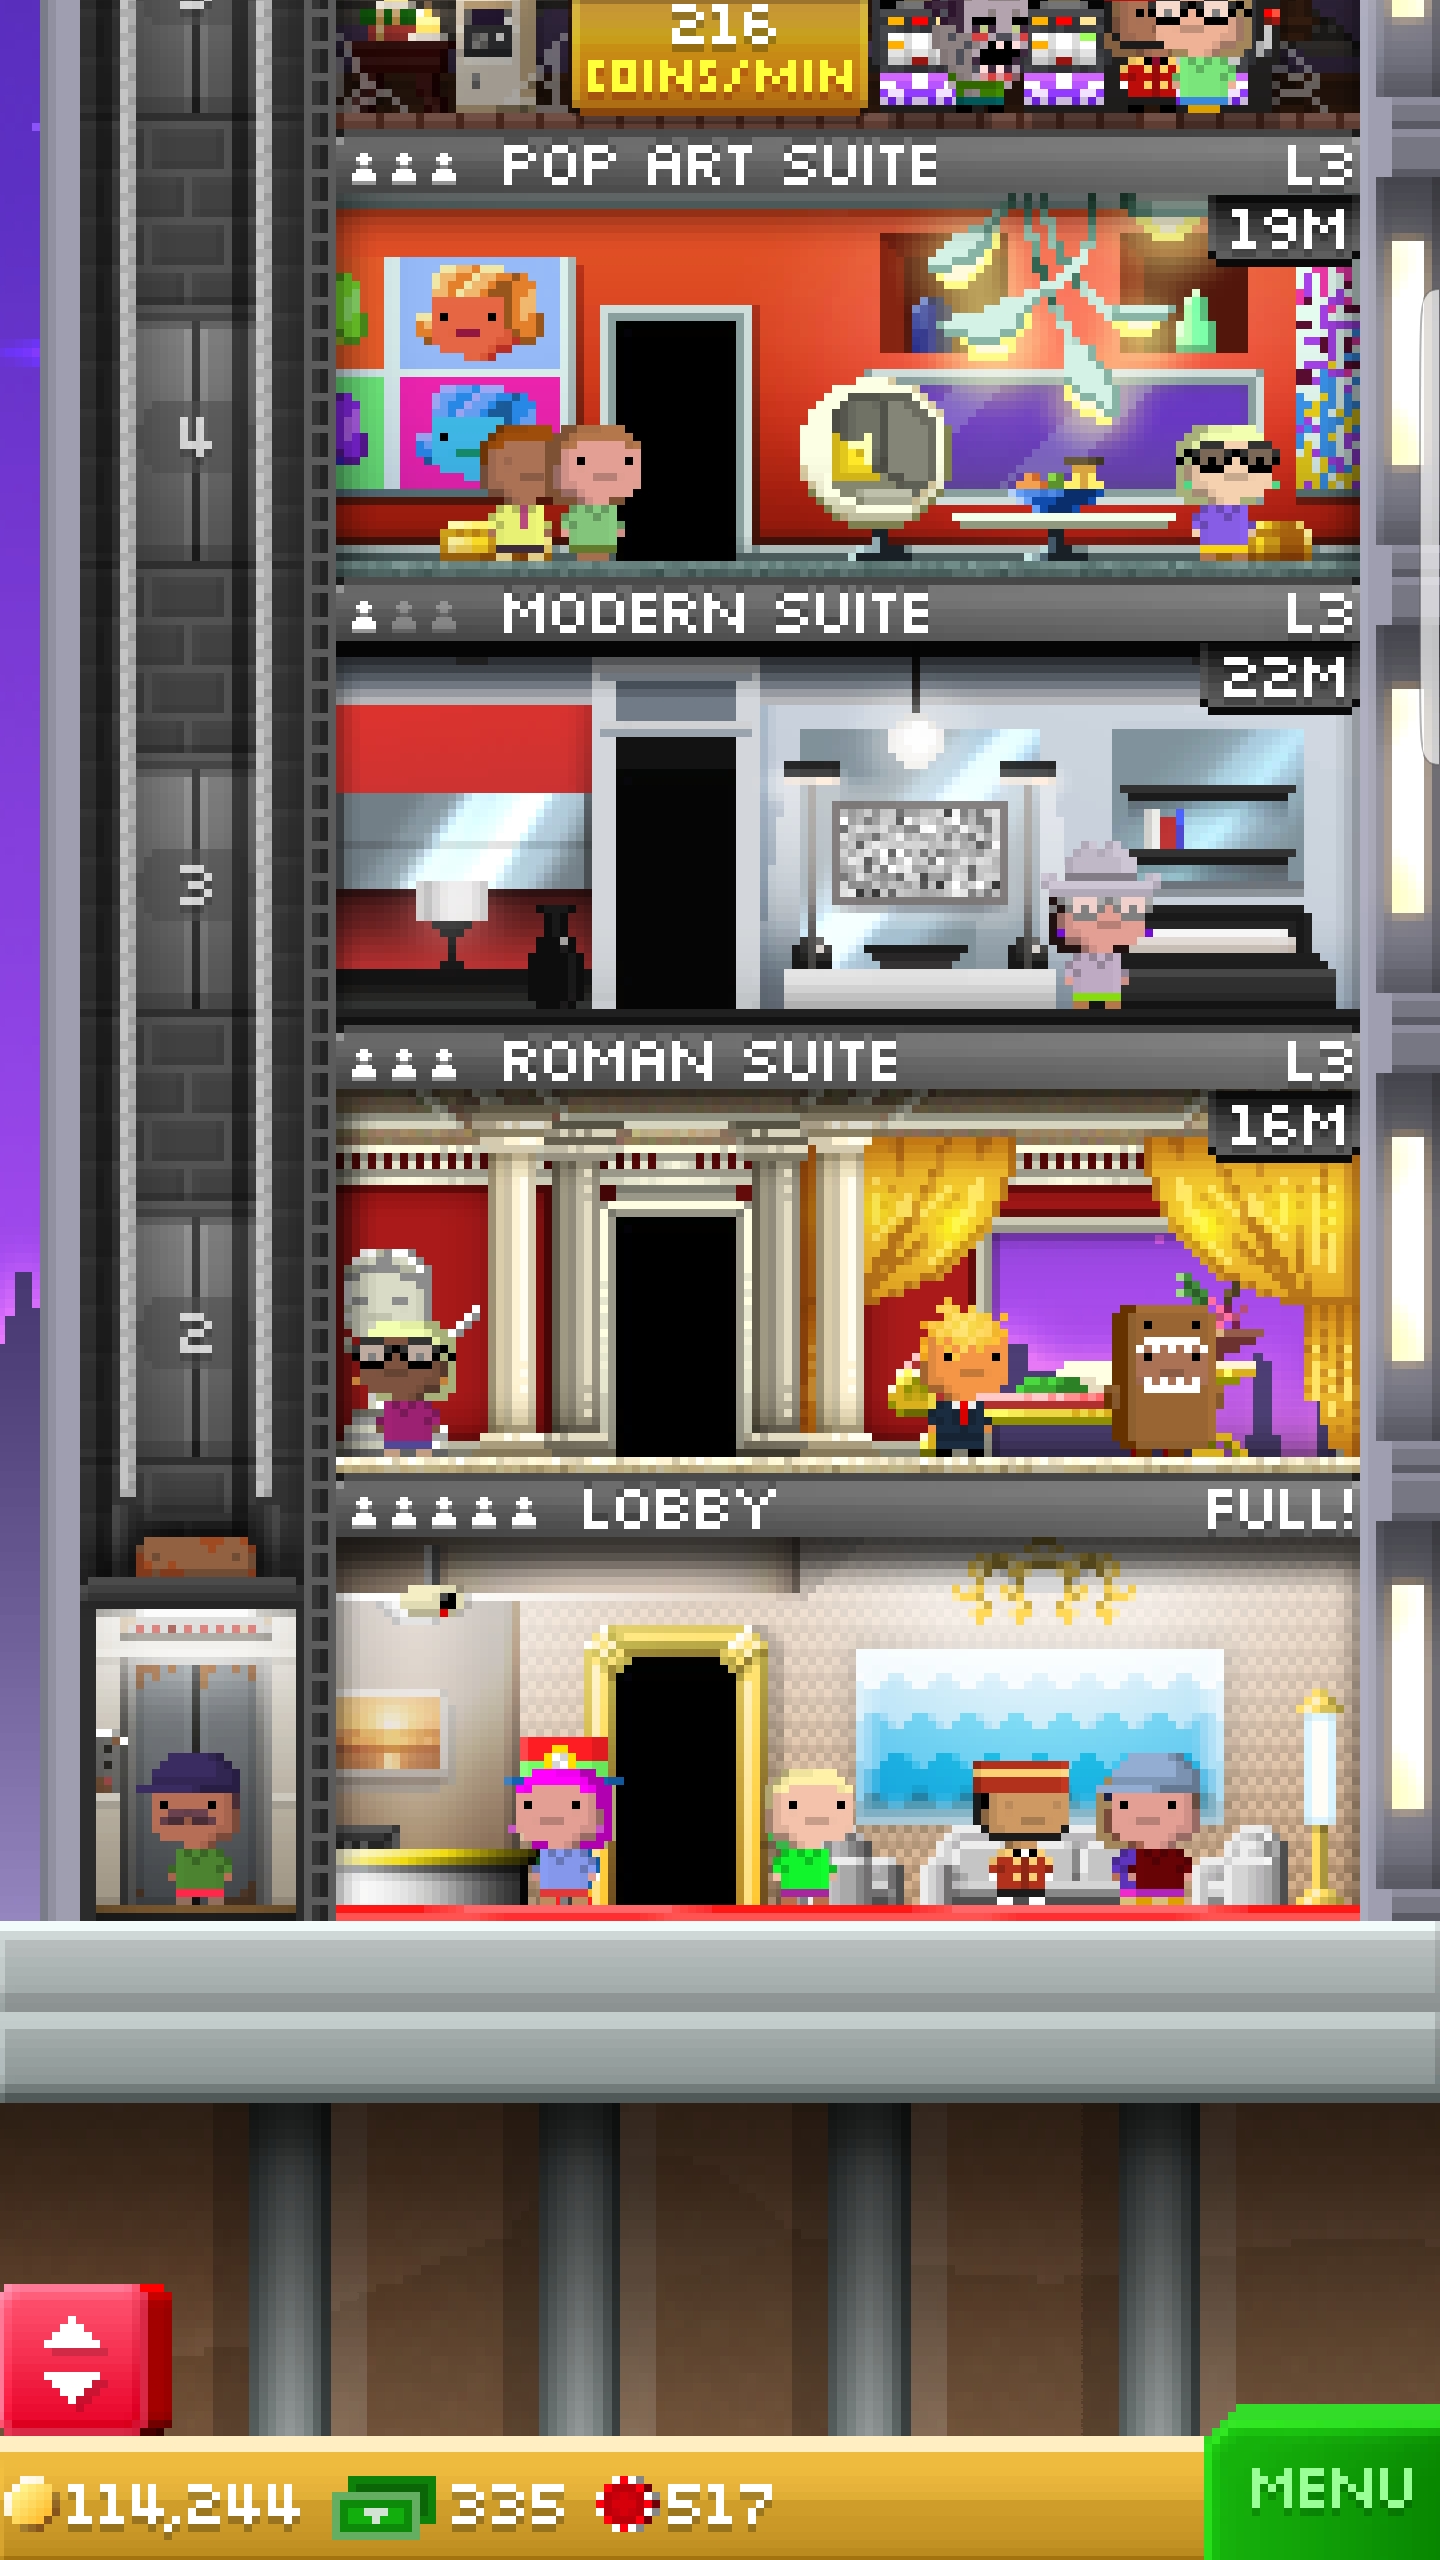 216
COINS/MIN
POP ART SUITE L3
19M
4
MODERN SUITE L3
22M
3
ROMAN SUITE L3
16M
2
LOBBY FULL!
114,244 335 517
MENU